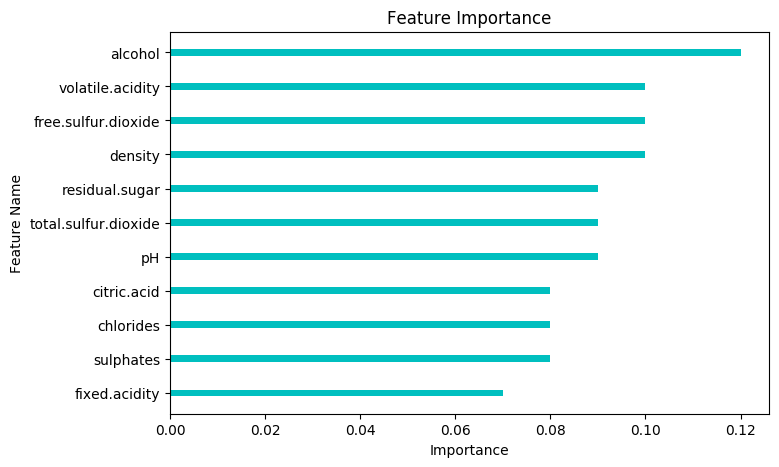 Feature Importance
alcohol
volatile.acidity
free.sulfur.dioxide
density
residual.sugar
total.sulfur.dioxide
pH
citric.acid
chlorides
sulphates
fixed.acidity
Feature Name
0.00 0.02 0.04 0.06 0.08 0.10 0.12
Importance